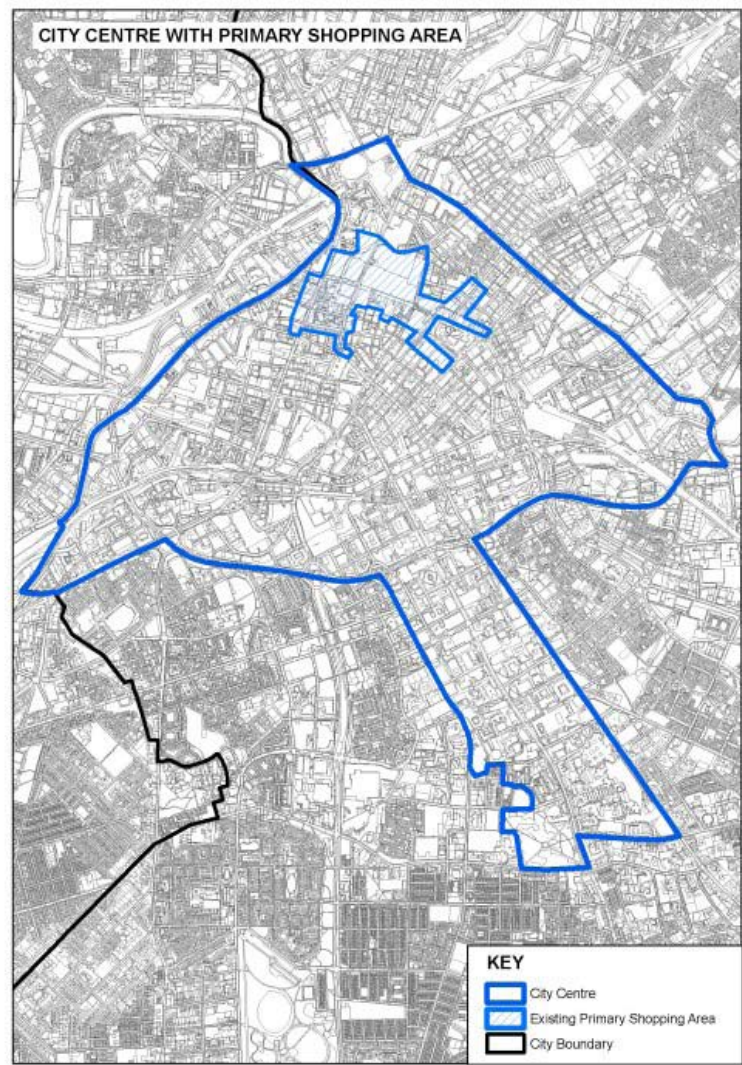 CITY CENTRE WITH PRIMARY SHOPPING AREA
KEY
City Centre
Existing Primary Shopping Area
City Boundary